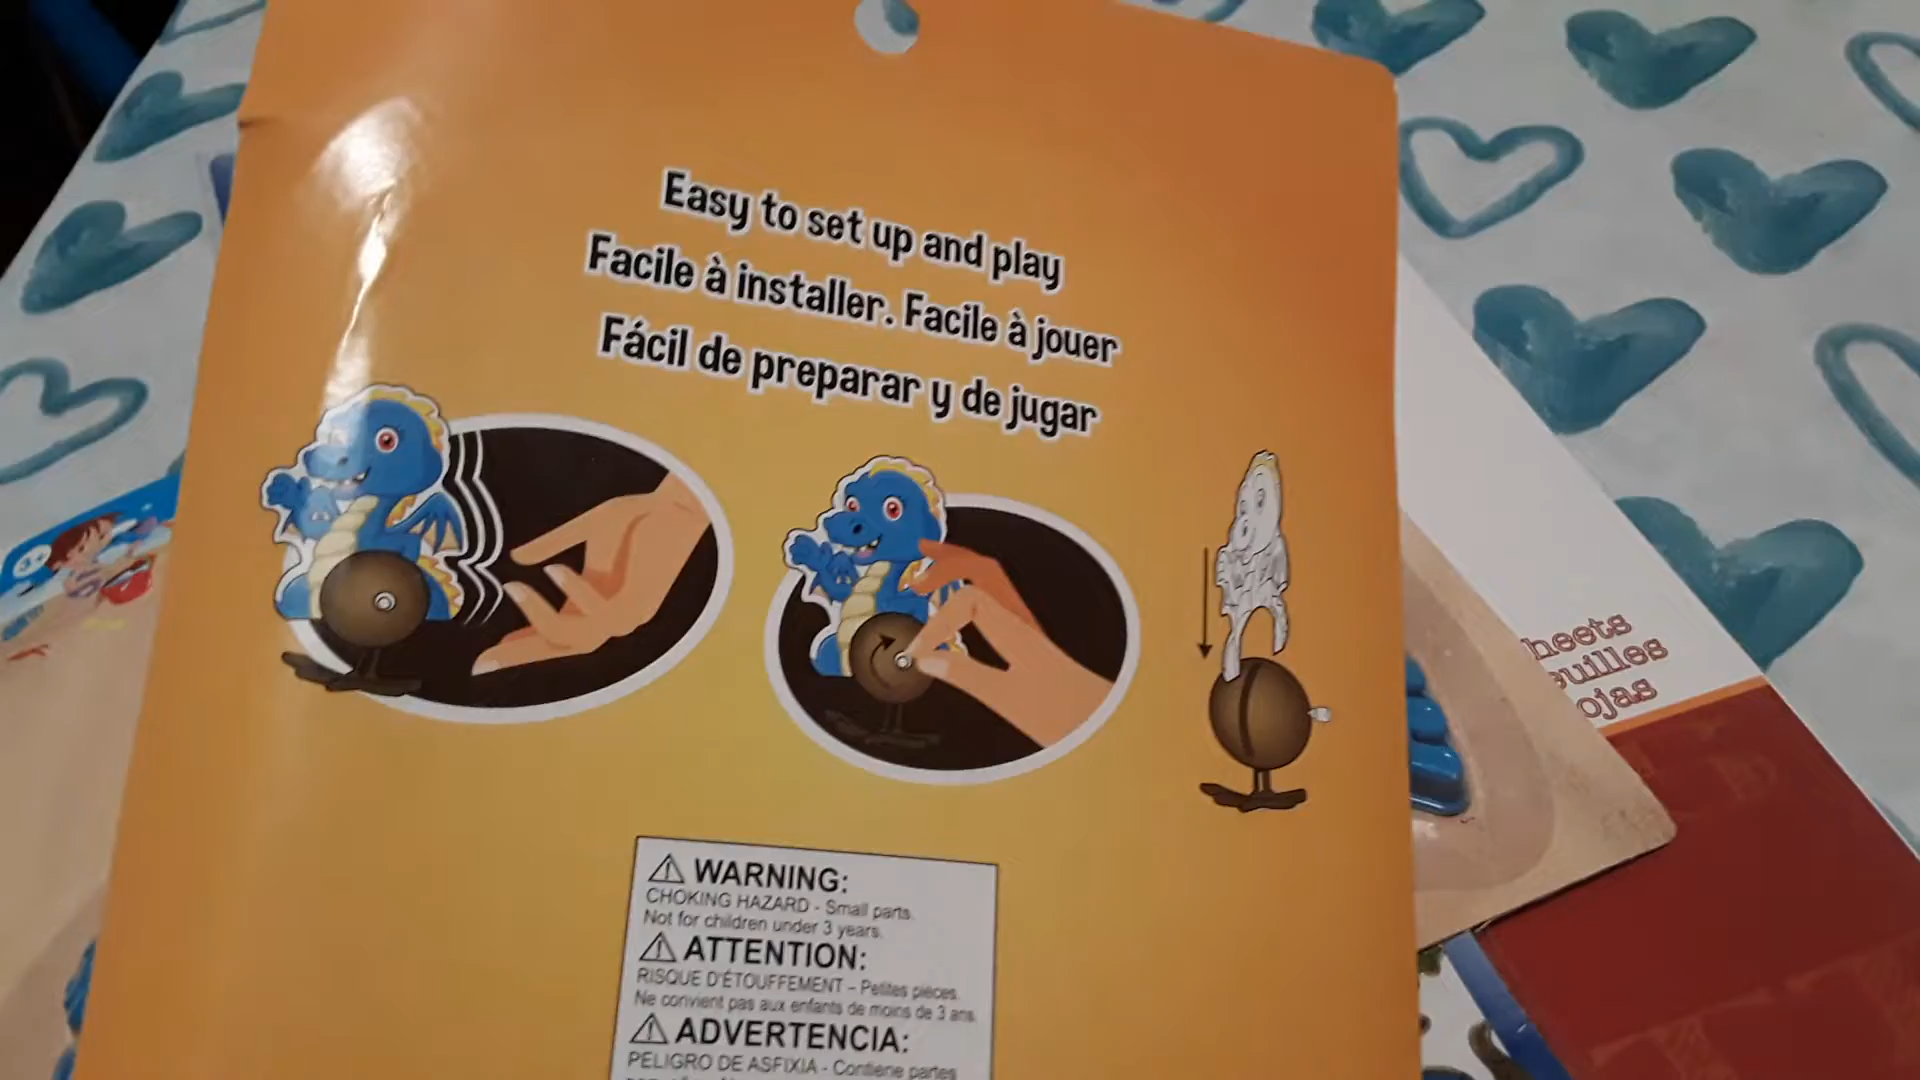 Easy to set up and play
Facile à installer. Facile à jouer
Fácil de preparar y de jugar
⚠ WARNING:
CHOKING HAZARD - Small parts.
Not for children under 3 years.
⚠ ATTENTION:
RISQUE D'ÉTOUFFEMENT – Petites pièces.
Ne convient pas aux enfants de moins de 3 ans.
⚠ ADVERTENCIA:
PELIGRO DE ASFIXIA - Contiene partes
heets
uilles
ojas